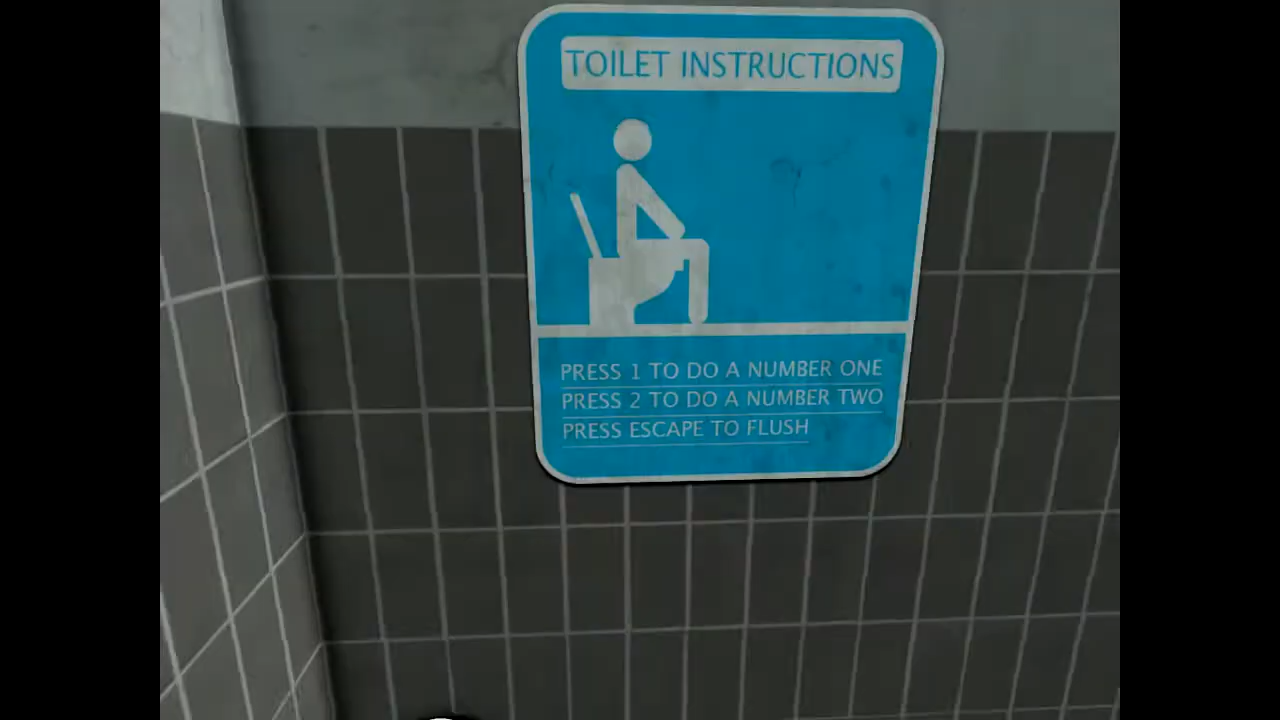 TOILET INSTRUCTIONS
PRESS 1 TO DO A NUMBER ONE
PRESS 2 TO DO A NUMBER TWO
PRESS ESCAPE TO FLUSH